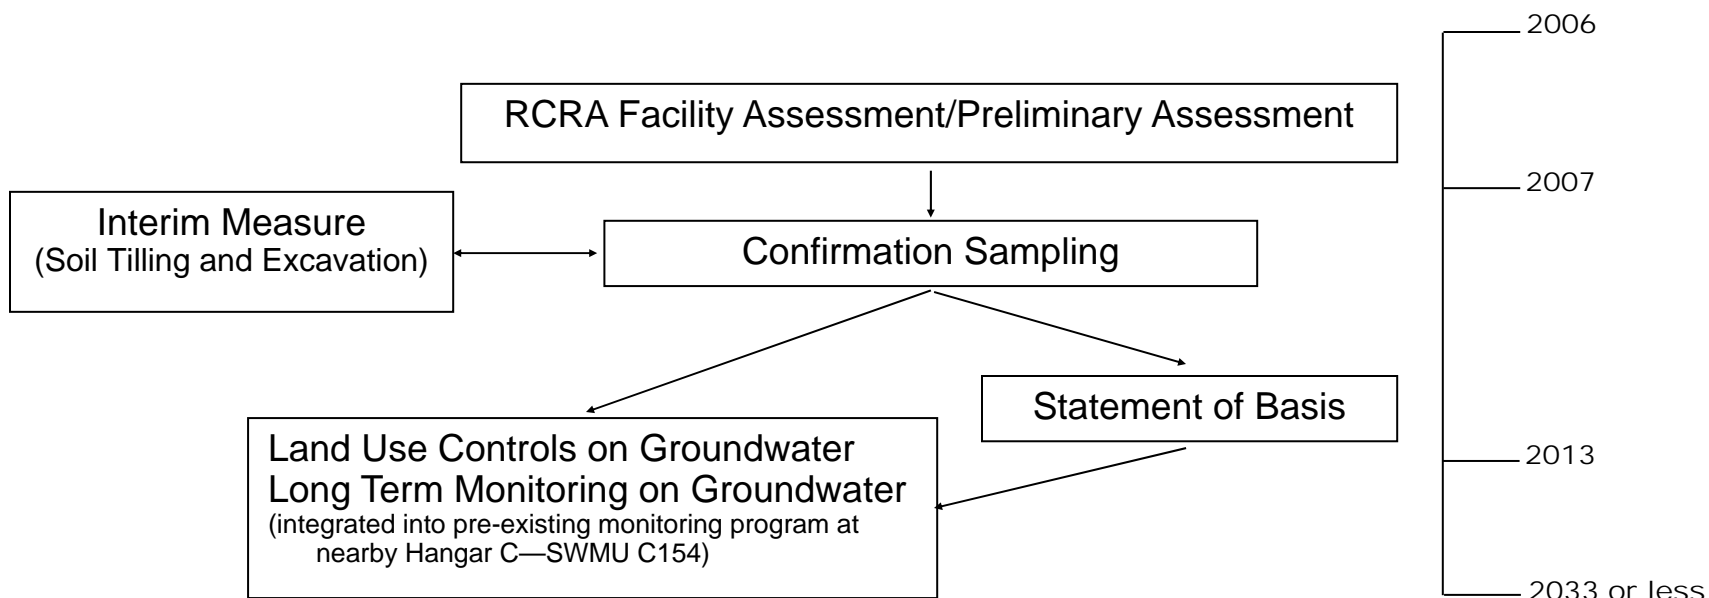 2006
RCRA Facility Assessment/Preliminary Assessment
2007
Interim Measure
(Soil Tilling and Excavation)
Confirmation Sampling
Statement of Basis
Land Use Controls on Groundwater
Long Term Monitoring on Groundwater
(integrated into pre-existing monitoring program at
nearby Hangar C—SWMU C154)
2013
2033 or less